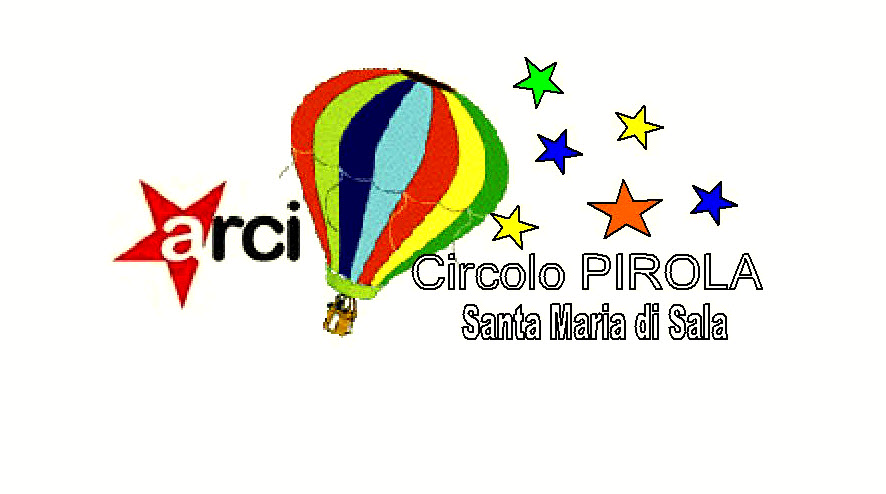 arci
Circolo PIROLA
Santa Maria di Sala